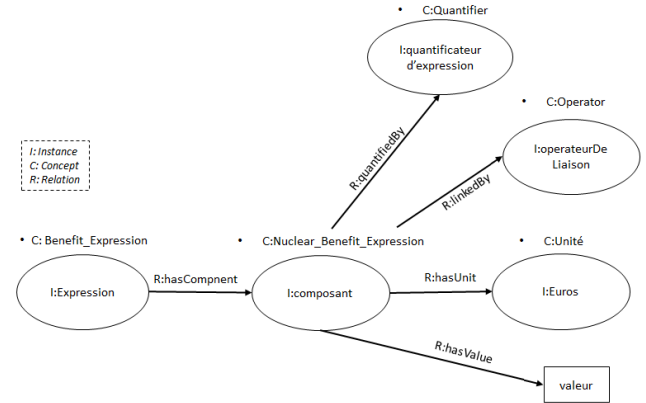 • C:Quantifier
I:quantificateur
d'expression
• C:Operator
R:quantifiedBy
I:operateurDe
Liaison
I: Instance
C: Concept
R: Relation
R:linkedBy
• C: Benefit_Expression
• C:Nuclear_Benefit_Expression
• C:Unité
I:Expression
R:hasCompnent
I:composant
R:hasUnit
I:Euros
R:hasValue
valeur